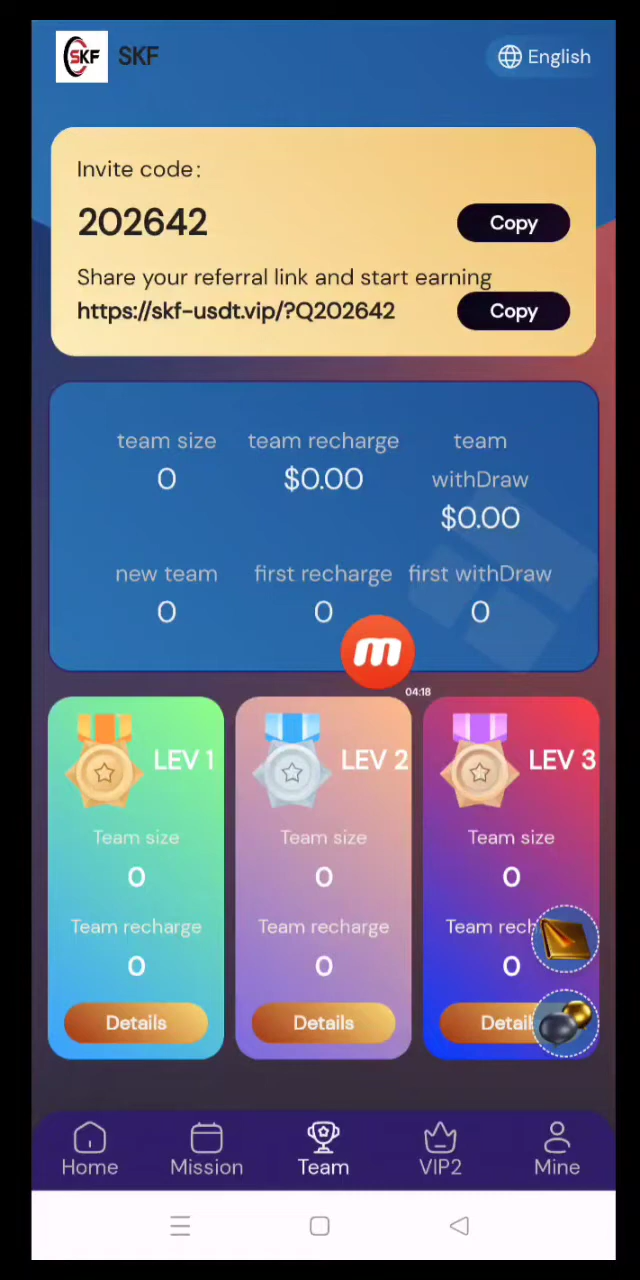 SKF SKF English
Invite code:
202642 Copy
Share your referral link and start earning
https://skf-usdt.vip/?Q202642 Copy
team size team recharge team withDraw
0 $0.00 $0.00
new team first recharge first withDraw
0 0 0
m
04:18
LEV 1 LEV 2 LEV 3
Team size Team size Team size
0 0 0
Team recharge Team recharge Team rech
0 0 0
Details Details Detail
Home Mission Team VIP2 Mine